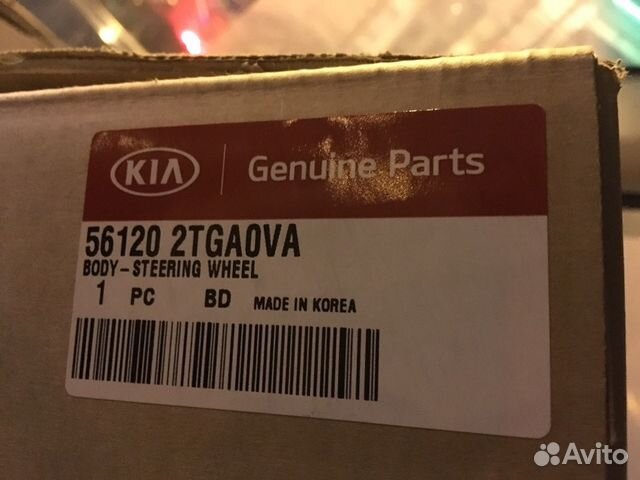 KIA Genuine Parts
56120 2TGA0VA
BODY-STEERING WHEEL
1 PC BD MADE IN KOREA
Avito